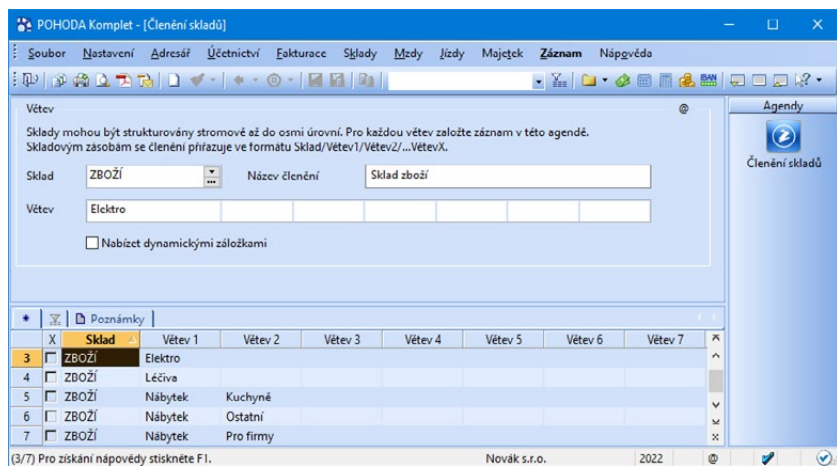 POHODA Komplet - [Členění skladů]
Soubor Nastavení Adresář Účetnictví Fakturace Sklady Mzdy Jízdy Majetek Záznam Nápověda
IBAN
Větev @
Sklady mohou být strukturovány stromově až do osmi úrovní. Pro každou větev založte záznam v této agendě.
Skladovým zásobám se členění přiřazuje ve formátu Sklad/Větev1/Větev2/...VětevX.
Sklad ZBOŽÍ Název členění Sklad zboží
Větev Elektro
Nabízet dynamickými záložkami
Agendy
Členění skladů
Poznámky
X Sklad Větev 1 Větev 2 Větev 3 Větev 4 Větev 5 Větev 6 Větev 7
3 ZBOŽÍ Elektro
4 ZBOŽÍ Léčiva
5 ZBOŽÍ Nábytek Kuchyně
6 ZBOŽÍ Nábytek Ostatní
7 ZBOŽÍ Nábytek Pro firmy
(3/7) Pro získání nápovědy stiskněte F1. Novák s.r.o. 2022 @